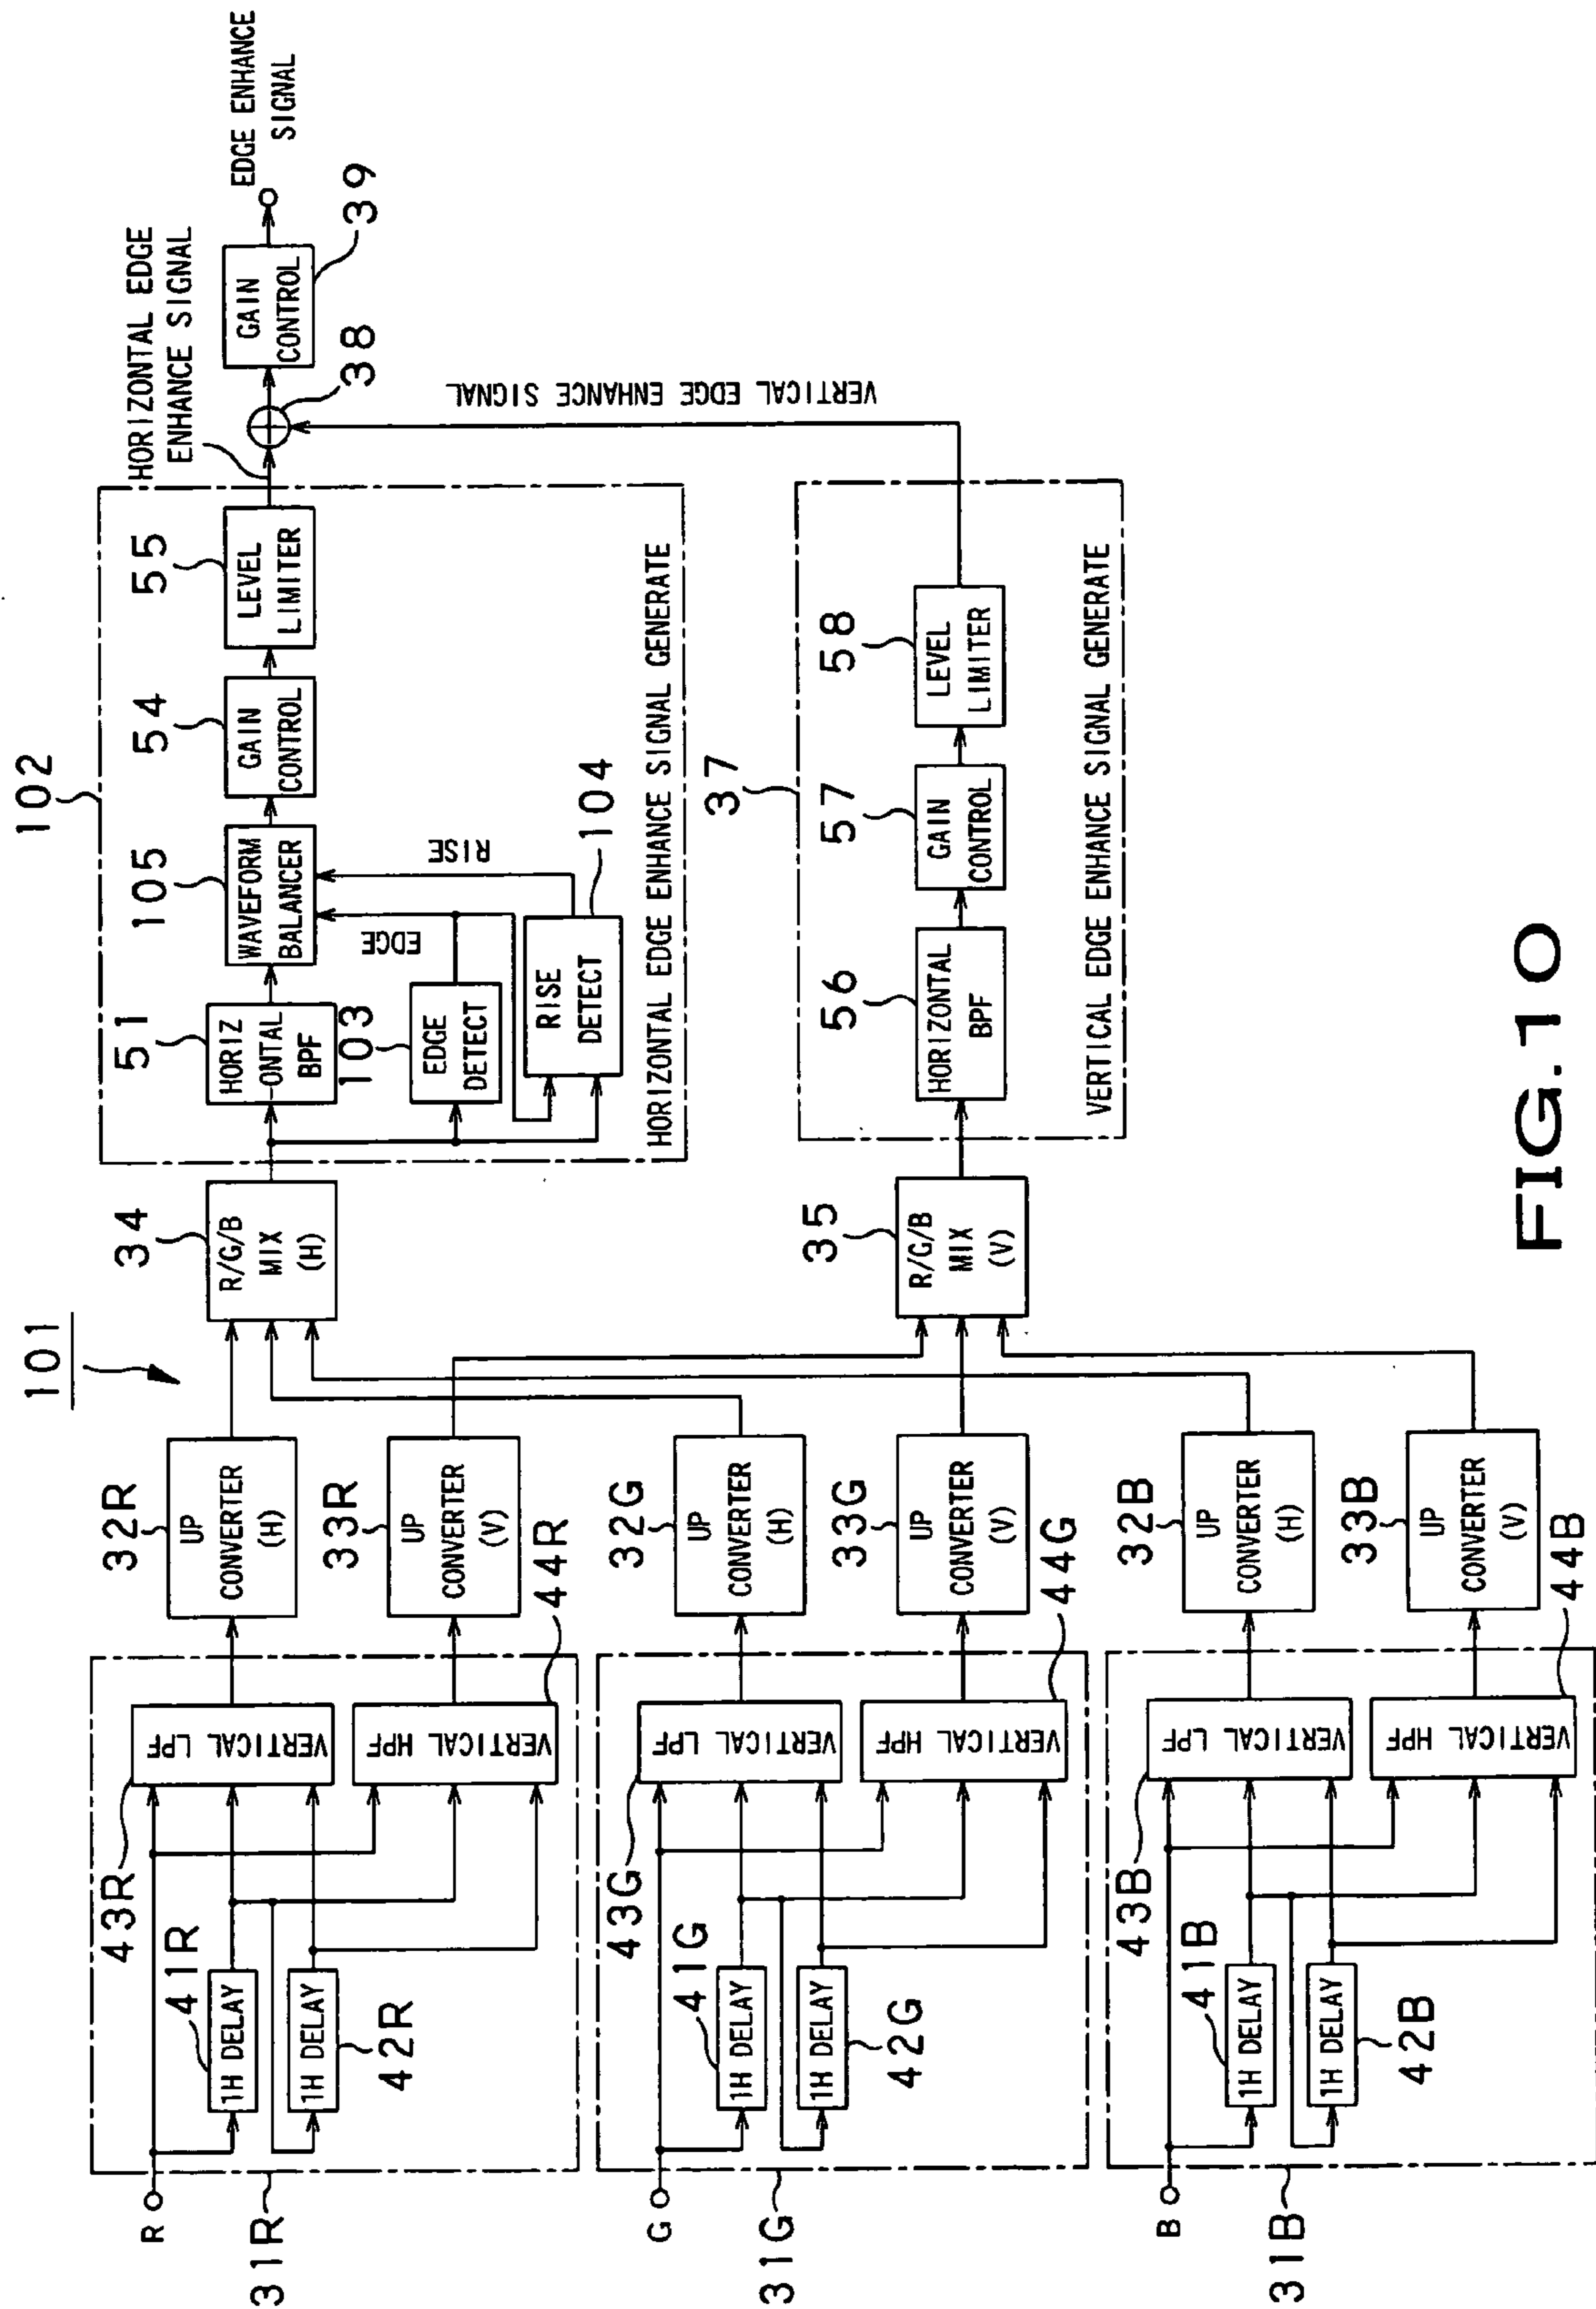 101
R
31R
41R
1H DELAY
1H DELAY
42R
43R
VERTICAL LPF
VERTICAL HPF
44R
32R
UP
CONVERTER
(H)
33R
UP
CONVERTER
(V)
G
31G
41G
1H DELAY
1H DELAY
42G
43G
VERTICAL LPF
VERTICAL HPF
44G
32G
UP
CONVERTER
(H)
33G
UP
CONVERTER
(V)
B
31B
41B
1H DELAY
1H DELAY
42B
43B
VERTICAL LPF
VERTICAL HPF
44B
32B
UP
CONVERTER
(H)
33B
UP
CONVERTER
(V)
34
R/G/B
MIX
(H)
35
R/G/B
MIX
(V)
102
51
HORIZ
ONTAL
BPF
105
WAVEFORM
BALANCER
54
GAIN
CONTROL
55
LEVEL
LIMITER
103
EDGE
DETECT
EDGE
RISE
RISE
DETECT
104
HORIZONTAL EDGE ENHANCE SIGNAL GENERATE
37
56
HORIZONTAL
BPF
57
GAIN
CONTROL
58
LEVEL
LIMITER
VERTICAL EDGE ENHANCE SIGNAL GENERATE
HORIZONTAL EDGE
ENHANCE SIGNAL
VERTICAL EDGE ENHANCE SIGNAL
38
GAIN
CONTROL
39
EDGE ENHANCE
SIGNAL
FIG.10